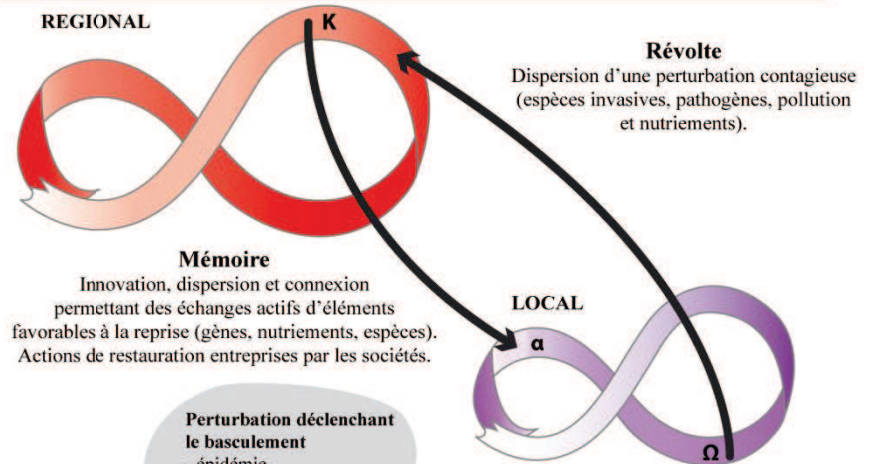 REGIONAL
K
Révolte
Dispersion d'une perturbation contagieuse
(espèces invasives, pathogènes, pollution
et nutriements).
Mémoire
Innovation, dispersion et connexion
permettant des échanges actifs d'éléments
favorables à la reprise (gènes, nutriements, espèces).
Actions de restauration entreprises par les sociétés.
LOCAL
α
Ω
Perturbation déclenchant
le basculement
- épidémie